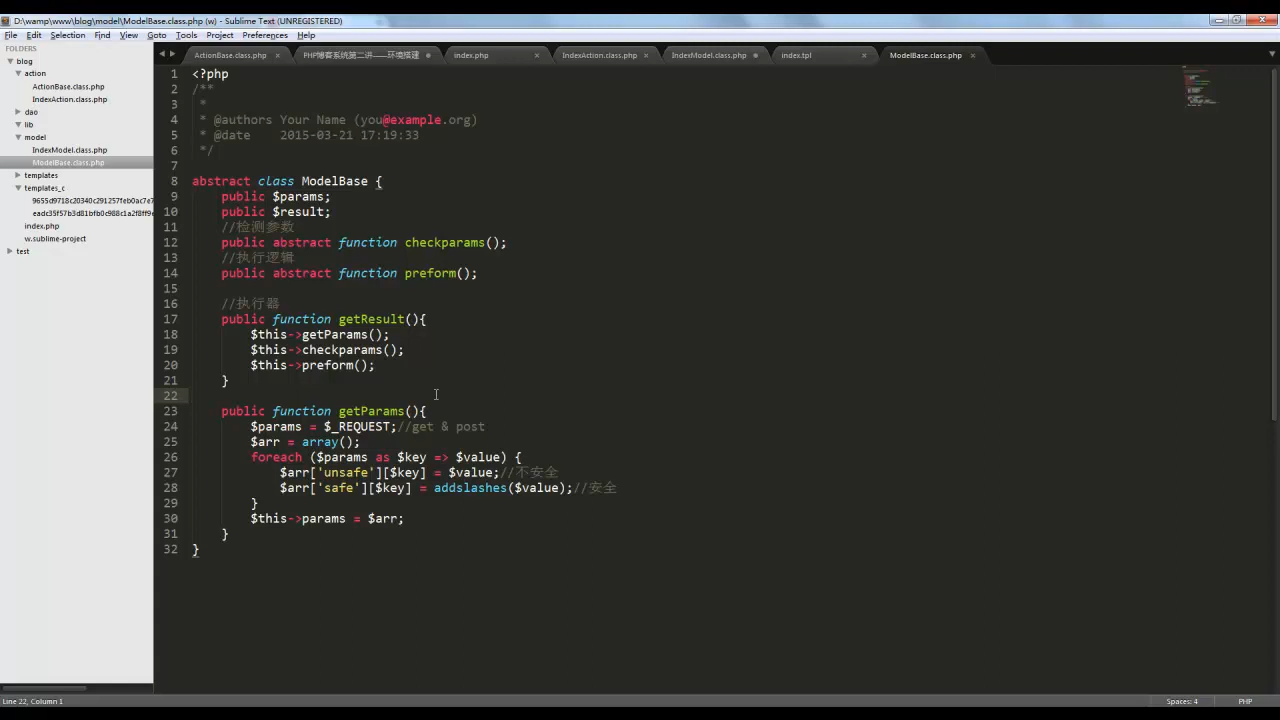 D:\wamp\www\blog\model\ModelBase.class.php (w) - Sublime Text (UNREGISTERED)
File Edit Selection Find View Goto Tools Project Preferences Help
FOLDERS
blog
action
ActionBase.class.php
IndexAction.class.php
dao
lib
model
IndexModel.class.php
ModelBase.class.php
templates
templates_c
9655d9718c20340c291257feb0ac7e7
eadc35f57b3d81bfb0c988c1a2f8ff9e
index.php
w.sublime-project
test
ActionBase.class.php
PHP博客系统第二讲——环境搭建
index.php
IndexAction.class.php
IndexModel.class.php
index.tpl
ModelBase.class.php
1 <?php
2 /**
3  *
4  * @authors Your Name (you@example.org)
5  * @date    2015-03-21 17:19:33
6  */
7
8 abstract class ModelBase {
9     public $params;
10     public $result;
11     //检测参数
12     public abstract function checkparams();
13     //执行逻辑
14     public abstract function preform();
15
16     //执行器
17     public function getResult(){
18         $this->getParams();
19         $this->checkparams();
20         $this->preform();
21     }
22
23     public function getParams(){
24         $params = $_REQUEST;//get & post
25         $arr = array();
26         foreach ($params as $key => $value) {
27             $arr['unsafe'][$key] = $value;//不安全
28             $arr['safe'][$key] = addslashes($value);//安全
29         }
30         $this->params = $arr;
31     }
32 }
Line 22, Column 1
Spaces: 4
PHP